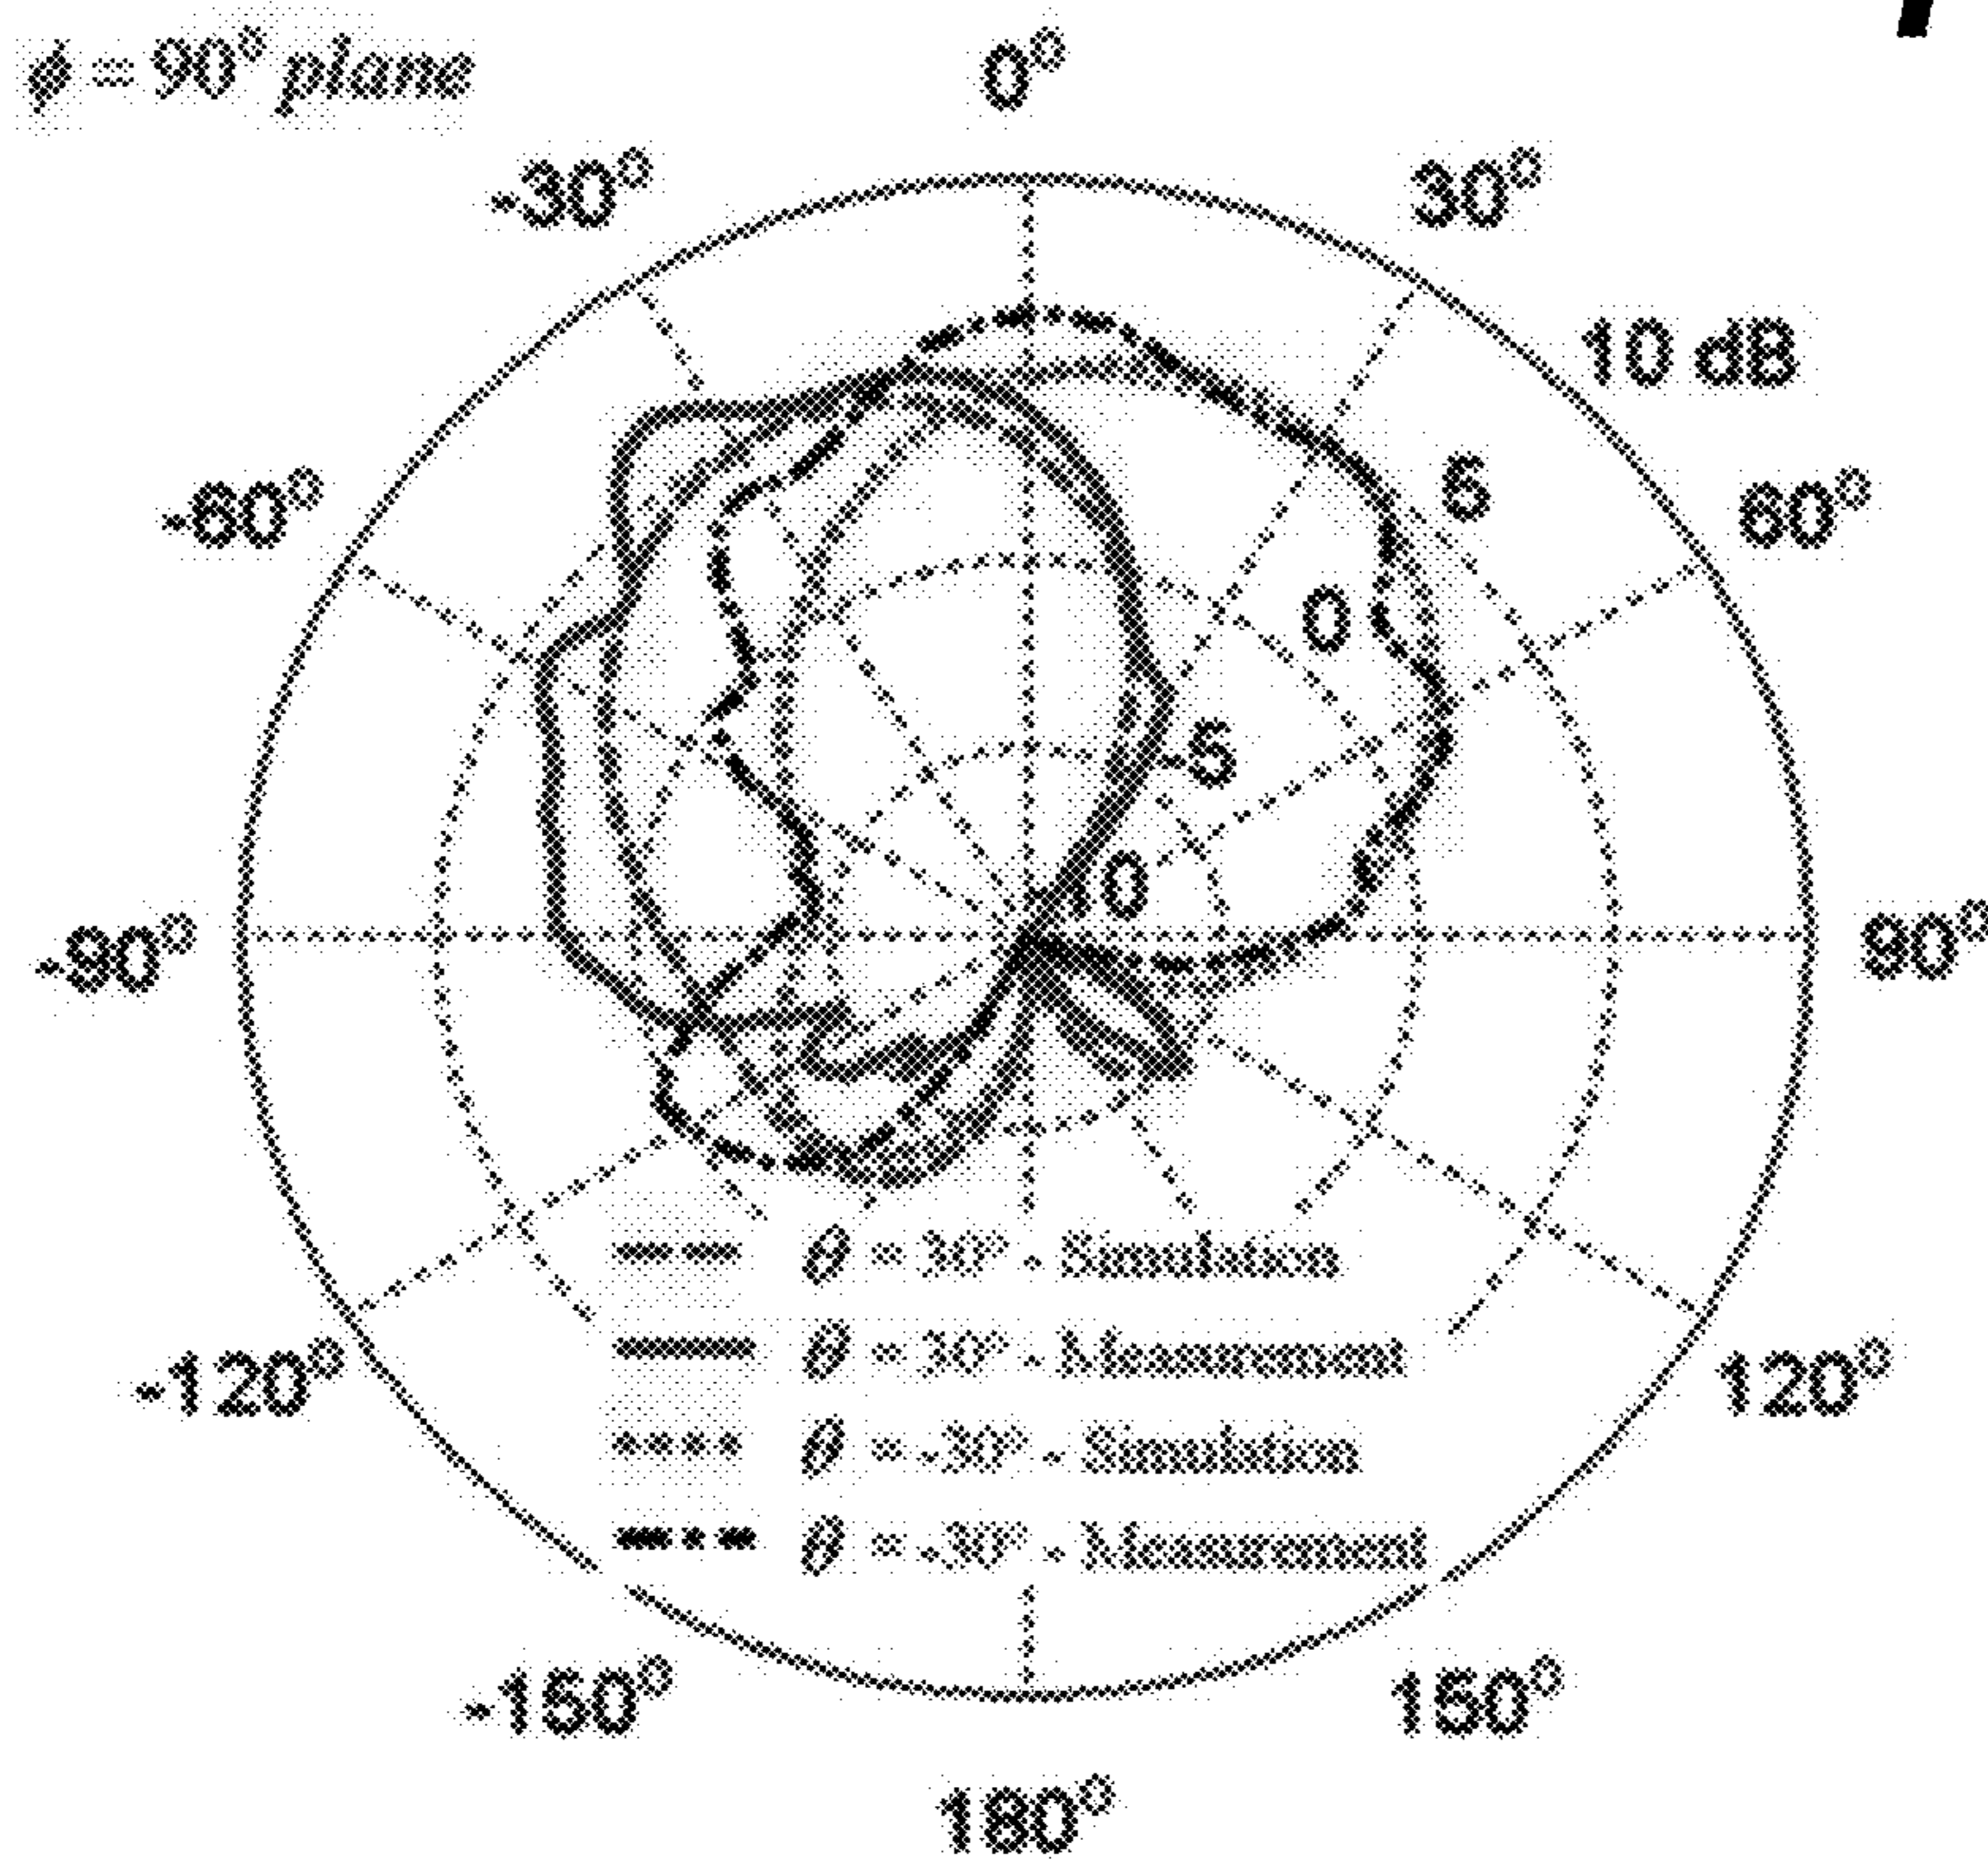 ϕ = 90° plane
0°
-30°
30°
10 dB
-60°
5
60°
0
-5
-10
-90°
90°
θ = 30° - Simulation
θ = 30° - Measurement
-120°
120°
θ = -30° - Simulation
θ = -30° - Measurement
-150°
150°
180°